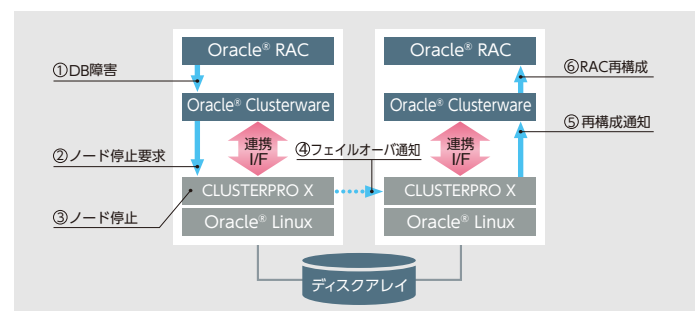 Oracle® RAC
Oracle® RAC
①DB障害
⑥RAC再構成
Oracle® Clusterware
Oracle® Clusterware
⑤再構成通知
②ノード停止要求
連携
I/F
④フェイルオーバ通知
連携
I/F
CLUSTERPRO X
CLUSTERPRO X
③ノード停止
Oracle® Linux
Oracle® Linux
ディスクアレイ